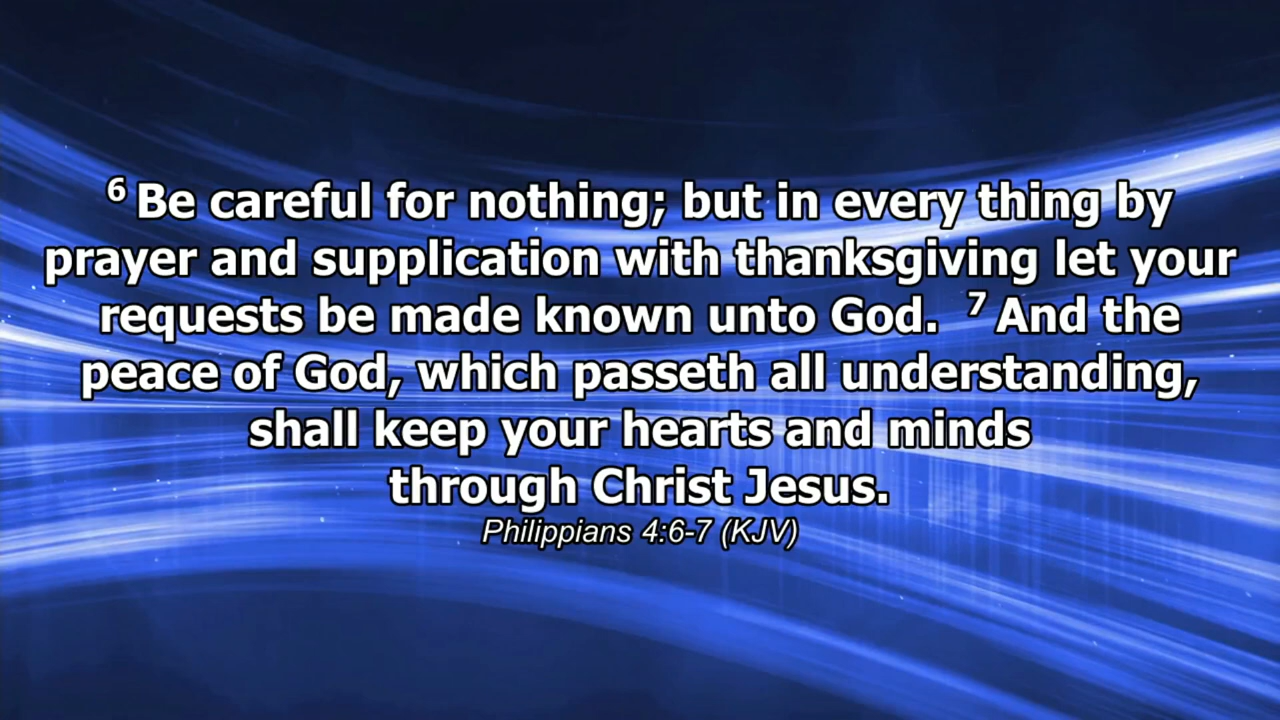 ⁶ Be careful for nothing; but in every thing by
prayer and supplication with thanksgiving let your
requests be made known unto God. ⁷ And the
peace of God, which passeth all understanding,
shall keep your hearts and minds
through Christ Jesus.
Philippians 4:6-7 (KJV)